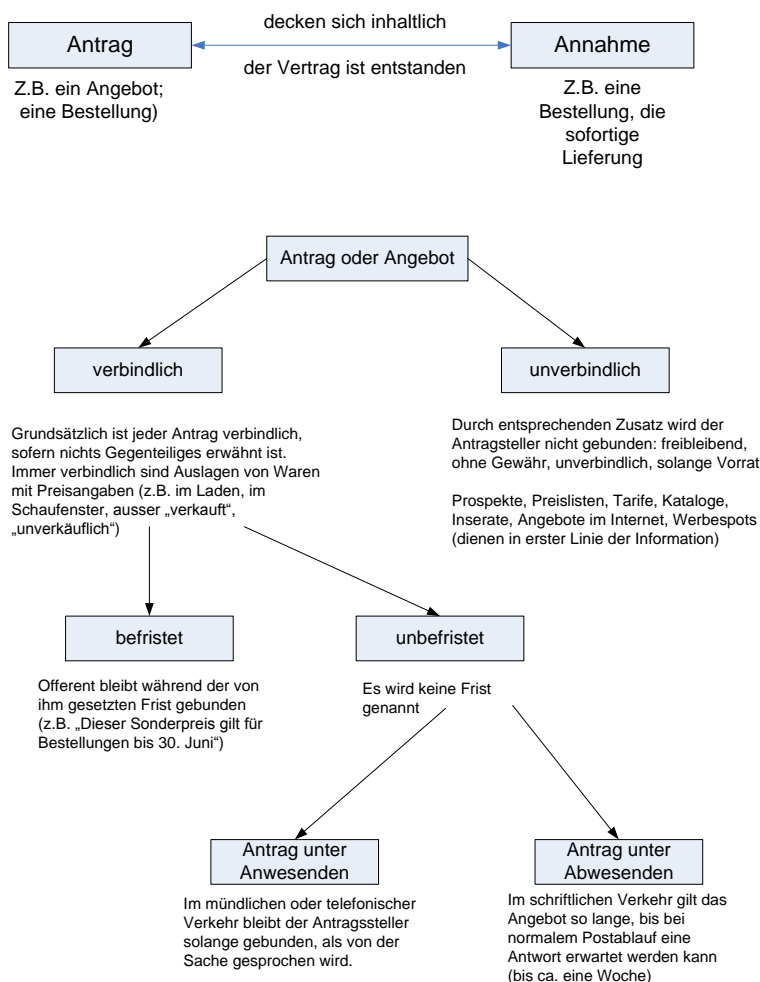 decken sich inhaltlich
Antrag
Annahme
der Vertrag ist entstanden
Z.B. ein Angebot;
eine Bestellung)
Z.B. eine
Bestellung, die
sofortige
Lieferung
Antrag oder Angebot
verbindlich
unverbindlich
Grundsätzlich ist jeder Antrag verbindlich,
sofern nichts Gegenteiliges erwähnt ist.
Immer verbindlich sind Auslagen von Waren
mit Preisangaben (z.B. im Laden, im
Schaufenster, ausser „verkauft“,
„unverkäuflich“)
Durch entsprechenden Zusatz wird der
Antragsteller nicht gebunden: freibleibend,
ohne Gewähr, unverbindlich, solange Vorrat
Prospekte, Preislisten, Tarife, Kataloge,
Inserate, Angebote im Internet, Werbespots
(dienen in erster Linie der Information)
befristet
unbefristet
Offerent bleibt während der von
ihm gesetzten Frist gebunden
(z.B. „Dieser Sonderpreis gilt für
Bestellungen bis 30. Juni“)
Es wird keine Frist
genannt
Antrag unter
Anwesenden
Antrag unter
Abwesenden
Im mündlichen oder telefonischer
Verkehr bleibt der Antragssteller
solange gebunden, als von der
Sache gesprochen wird.
Im schriftlichen Verkehr gilt das
Angebot so lange, bis bei
normalem Postablauf eine
Antwort erwartet werden kann
(bis ca. eine Woche)